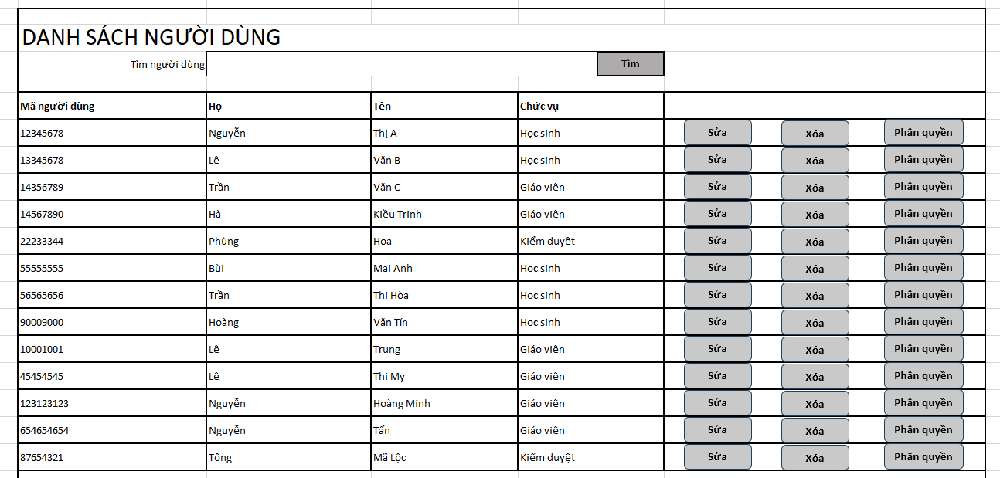 DANH SÁCH NGƯỜI DÙNG
Tìm người dùng Tìm
Mã người dùng Họ Tên Chức vụ
12345678 Nguyễn Thị A Học sinh Sửa Xóa Phân quyền
13345678 Lê Văn B Học sinh Sửa Xóa Phân quyền
14356789 Trần Văn C Giáo viên Sửa Xóa Phân quyền
14567890 Hà Kiều Trinh Giáo viên Sửa Xóa Phân quyền
22233344 Phùng Hoa Kiểm duyệt Sửa Xóa Phân quyền
55555555 Bùi Mai Anh Học sinh Sửa Xóa Phân quyền
56565656 Trần Thị Hòa Học sinh Sửa Xóa Phân quyền
90009000 Hoàng Văn Tín Học sinh Sửa Xóa Phân quyền
10001001 Lê Trung Giáo viên Sửa Xóa Phân quyền
45454545 Lê Thị My Giáo viên Sửa Xóa Phân quyền
123123123 Nguyễn Hoàng Minh Giáo viên Sửa Xóa Phân quyền
654654654 Nguyễn Tấn Giáo viên Sửa Xóa Phân quyền
87654321 Tống Mã Lộc Kiểm duyệt Sửa Xóa Phân quyền